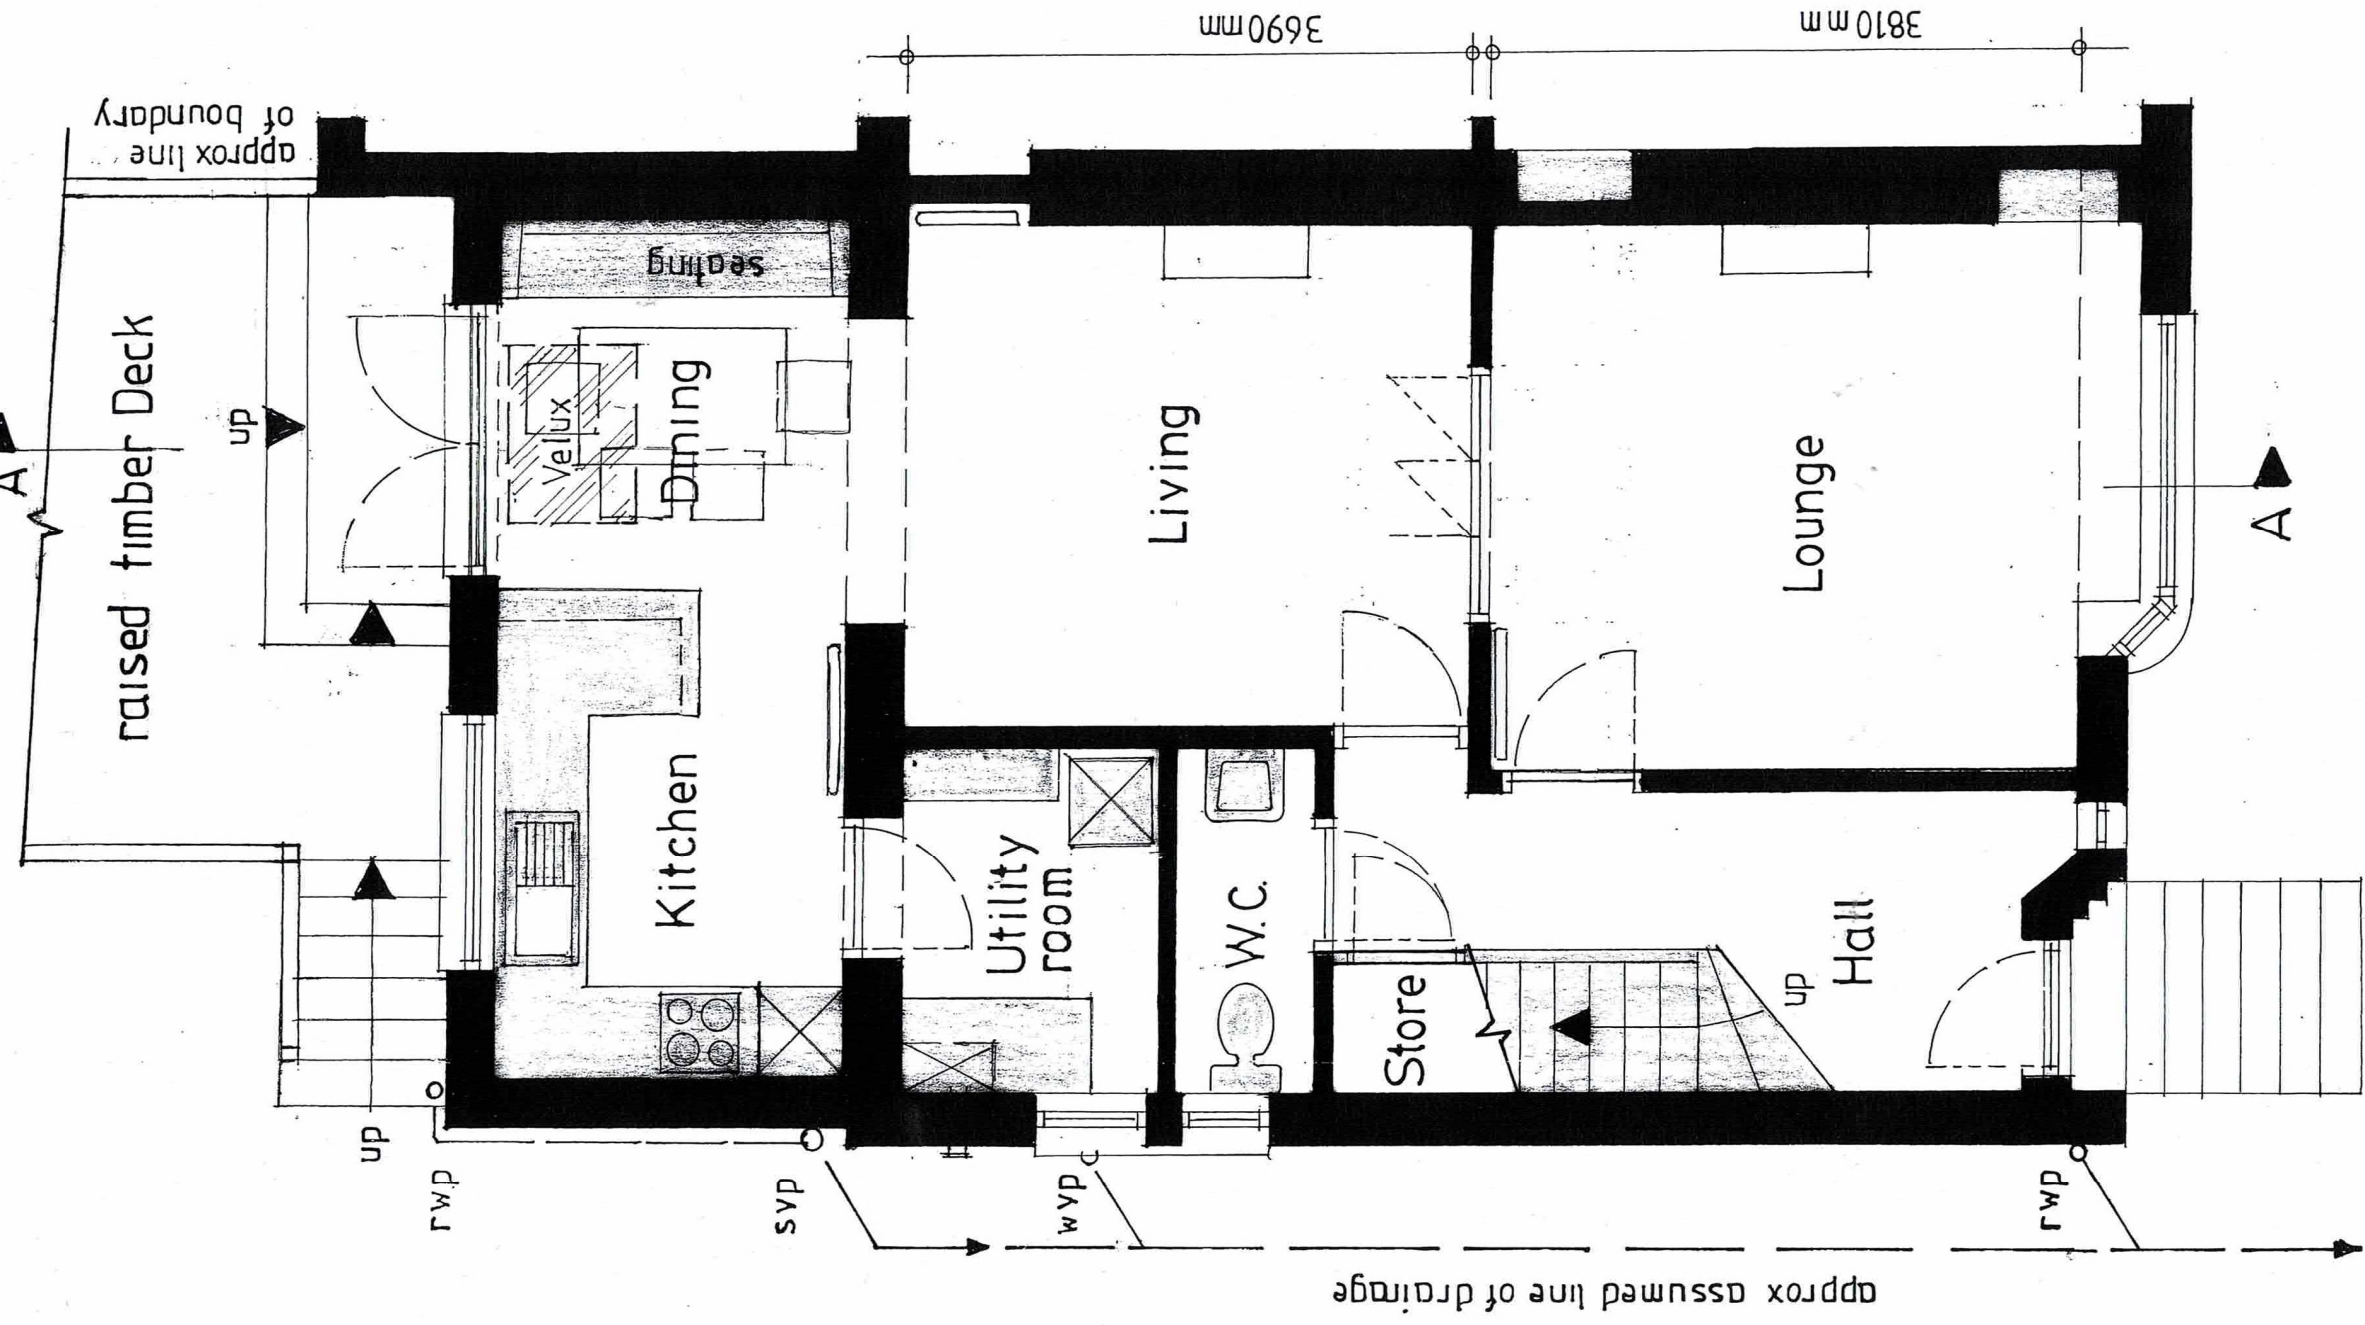 3690mm
3810mm
approx line
of boundary
A
raised timber Deck
up
seating
Velux
Dining
Living
Lounge
A
Kitchen
Utility
room
W.C.
Store
up
Hall
up
rwp
svp
wvp
rwp
approx assumed line of drainage